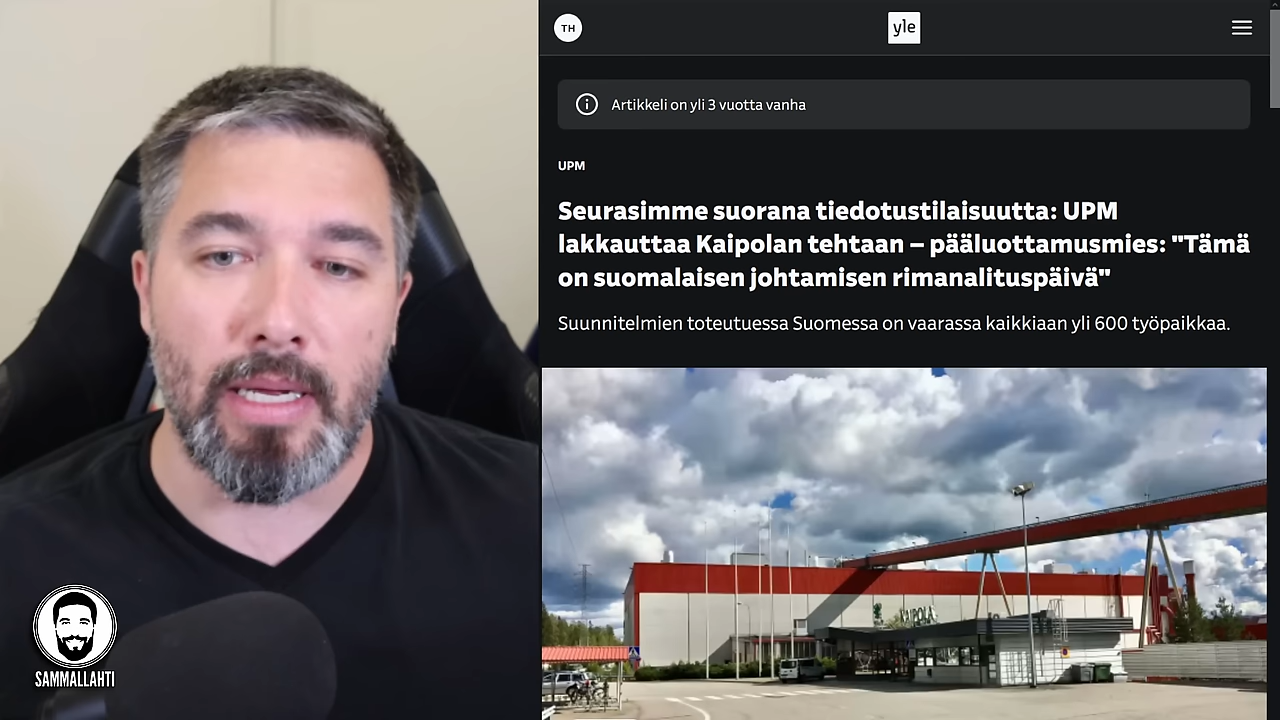 SAMMALLAHTI
TH
yle
Artikkeli on yli 3 vuotta vanha
UPM
Seurasimme suorana tiedotustilaisuutta: UPM
lakkauttaa Kaipolan tehtaan – pääluottamusmies: "Tämä
on suomalaisen johtamisen rimanalituspäivä"
Suunnitelmien toteutuessa Suomessa on vaarassa kaikkiaan yli 600 työpaikkaa.
KAIPOLA